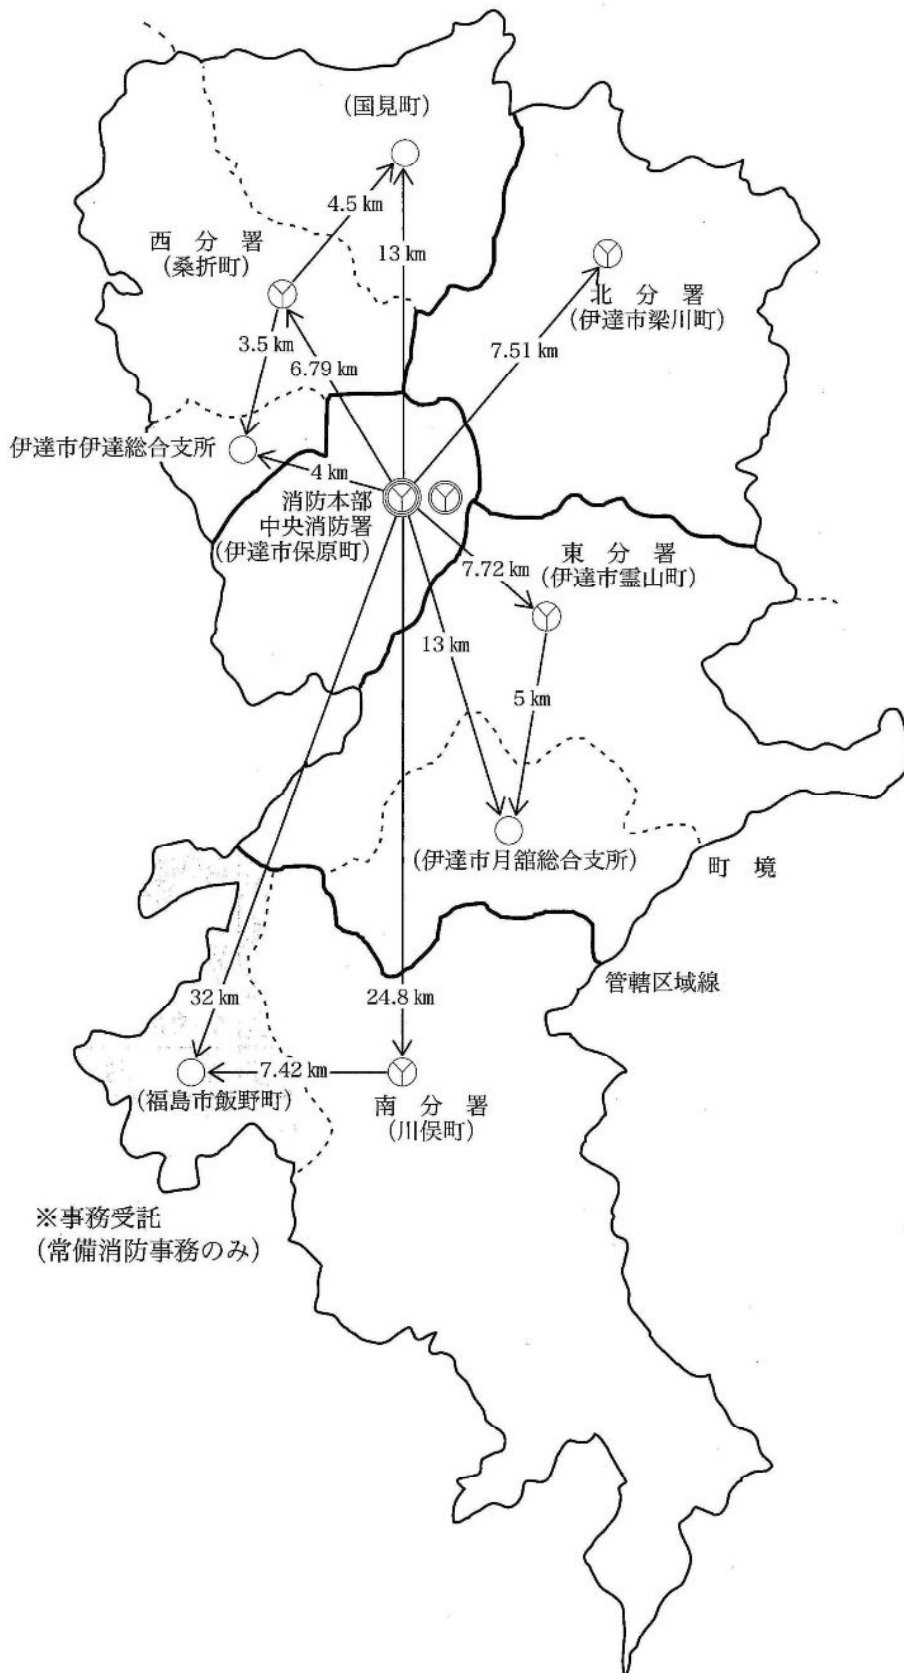 (国見町)
4.5 km
13 km
西 分 署
(桑折町)
北 分 署
(伊達市梁川町)
3.5 km
6.79 km
7.51 km
伊達市伊達総合支所
4 km
消防本部
中央消防署
(伊達市保原町)
東 分 署
(伊達市霊山町)
7.72 km
13 km
5 km
(伊達市月舘総合支所)
町 境
管轄区域線
32 km
24.8 km
7.42 km
(福島市飯野町)
南 分 署
(川俣町)
※事務受託
(常備消防事務のみ)